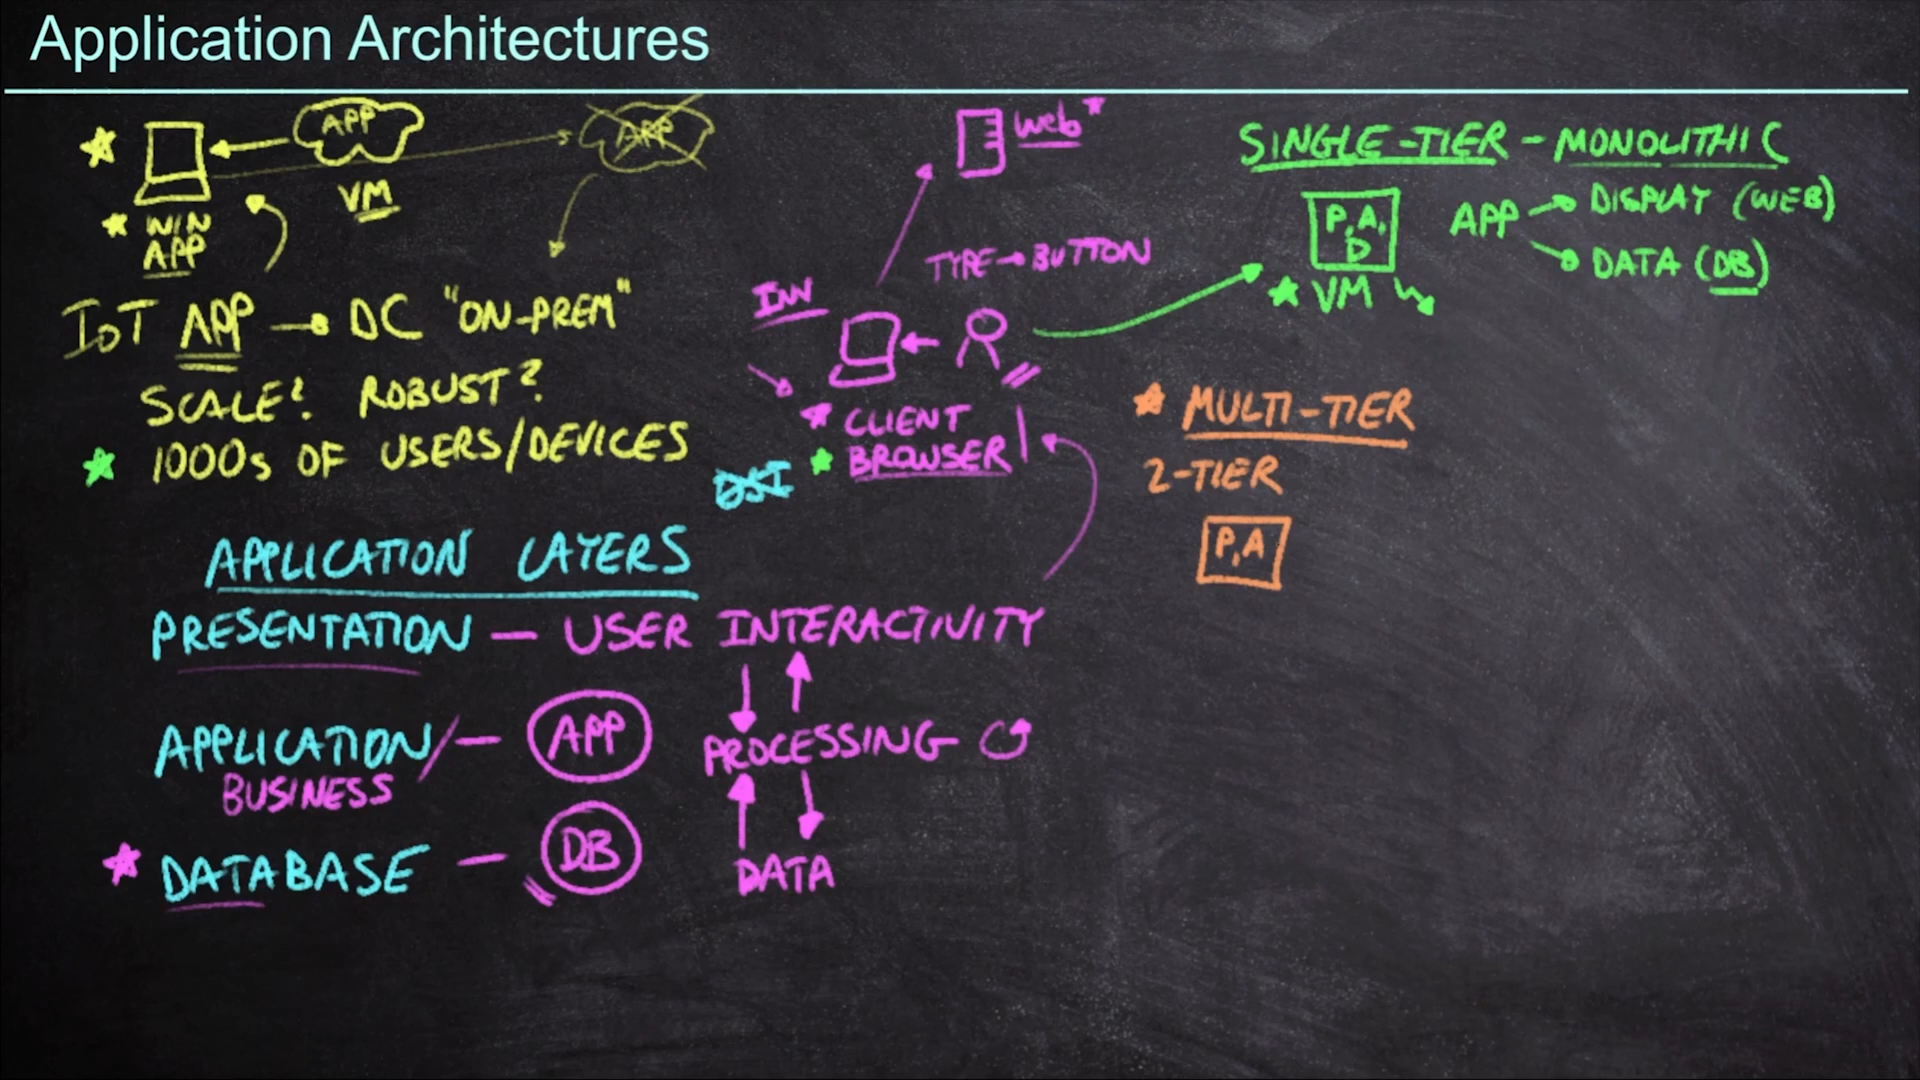 Application Architectures
APP
APP
VM
WIN
APP
IOT APP → DC "ON-PREM"
SCALE? ROBUST?
1000s OF USERS/DEVICES
Web*
TYPE → BUTTON
CLIENT
BROWSER
OSI
APPLICATION LAYERS
PRESENTATION — USER INTERACTIVITY
APPLICATION/ — APP PROCESSING
BUSINESS
DATABASE — DB DATA
SINGLE-TIER - MONOLITHIC
P, A,
D
VM
APP → DISPLAY (WEB)
→ DATA (DB)
MULTI-TIER
2-TIER
P, A